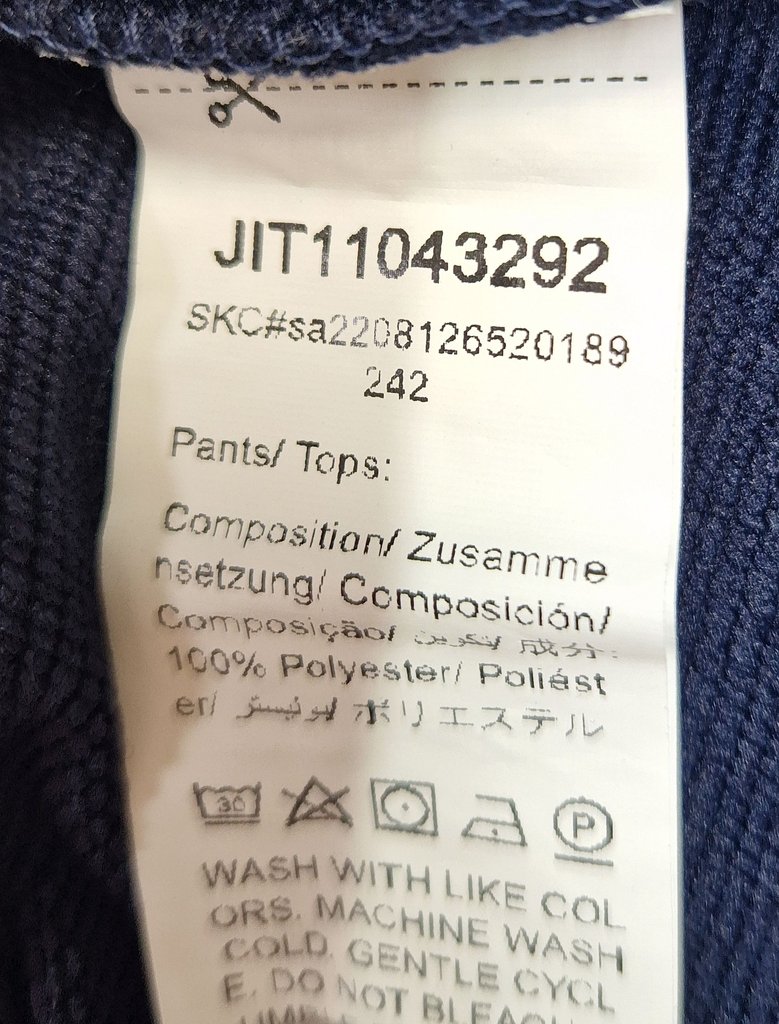 JIT11043292
SKC#sa2208126520189
242
Pants/ Tops:
Composition/ Zusamme
nsetzung/ Composición/
Composição/ تكوين/ 成分:
100% Polyester/ Poliést
er/ بوليستر/ ポリエステル
30
P
WASH WITH LIKE COL
ORS. MACHINE WASH
COLD. GENTLE CYCL
E. DO NOT BLEACH